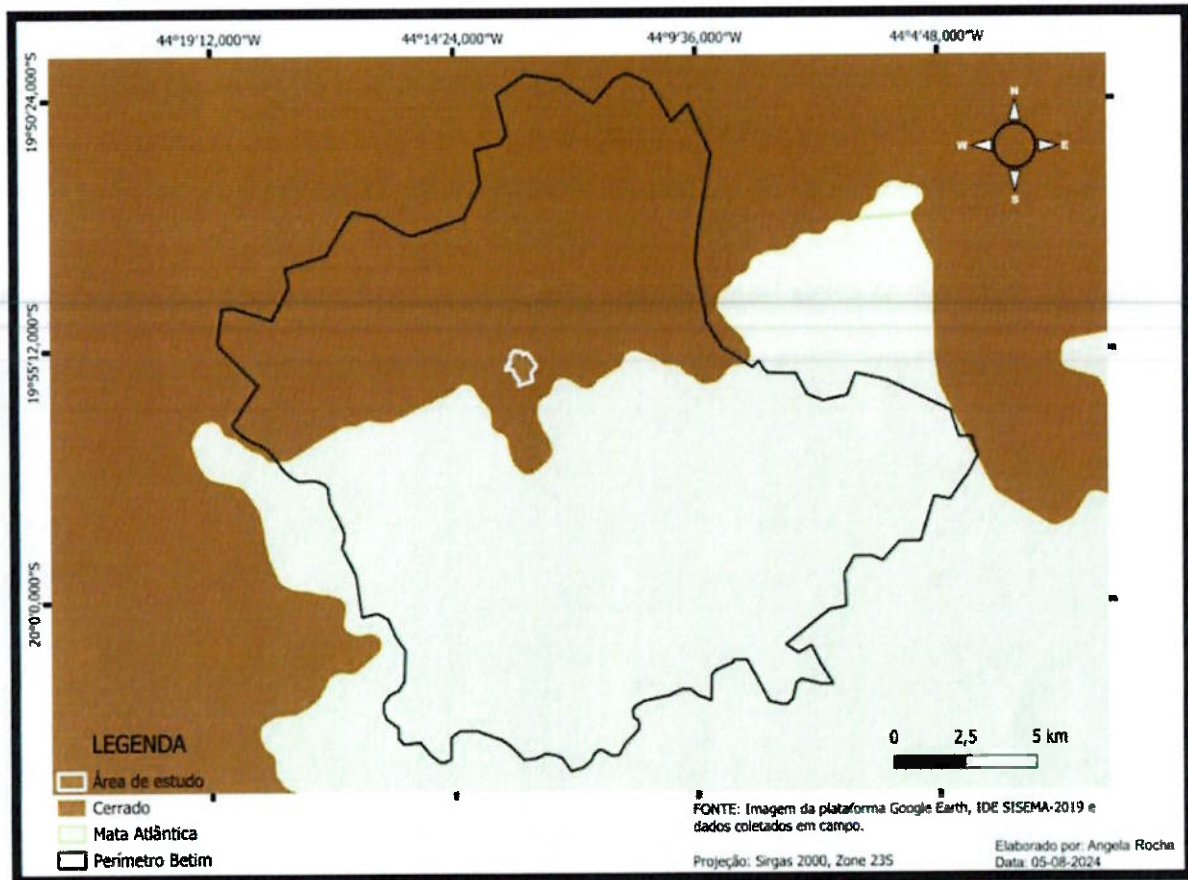 44°19'12,000"W
44°14'24,000"W
44°9'36,000"W
44°4'48,000"W
19°50'24,000"S
19°55'12,000"S
20°0'0,000"S
N
W
E
S
LEGENDA
Área de estudo
Cerrado
Mata Atlântica
Perímetro Betim
0 2,5 5 km
FONTE: Imagem da plataforma Google Earth, IDE SISEMA-2019 e
dados coletados em campo.
Projeção: Sirgas 2000, Zone 23S
Elaborado por: Angela Rocha
Data: 05-08-2024